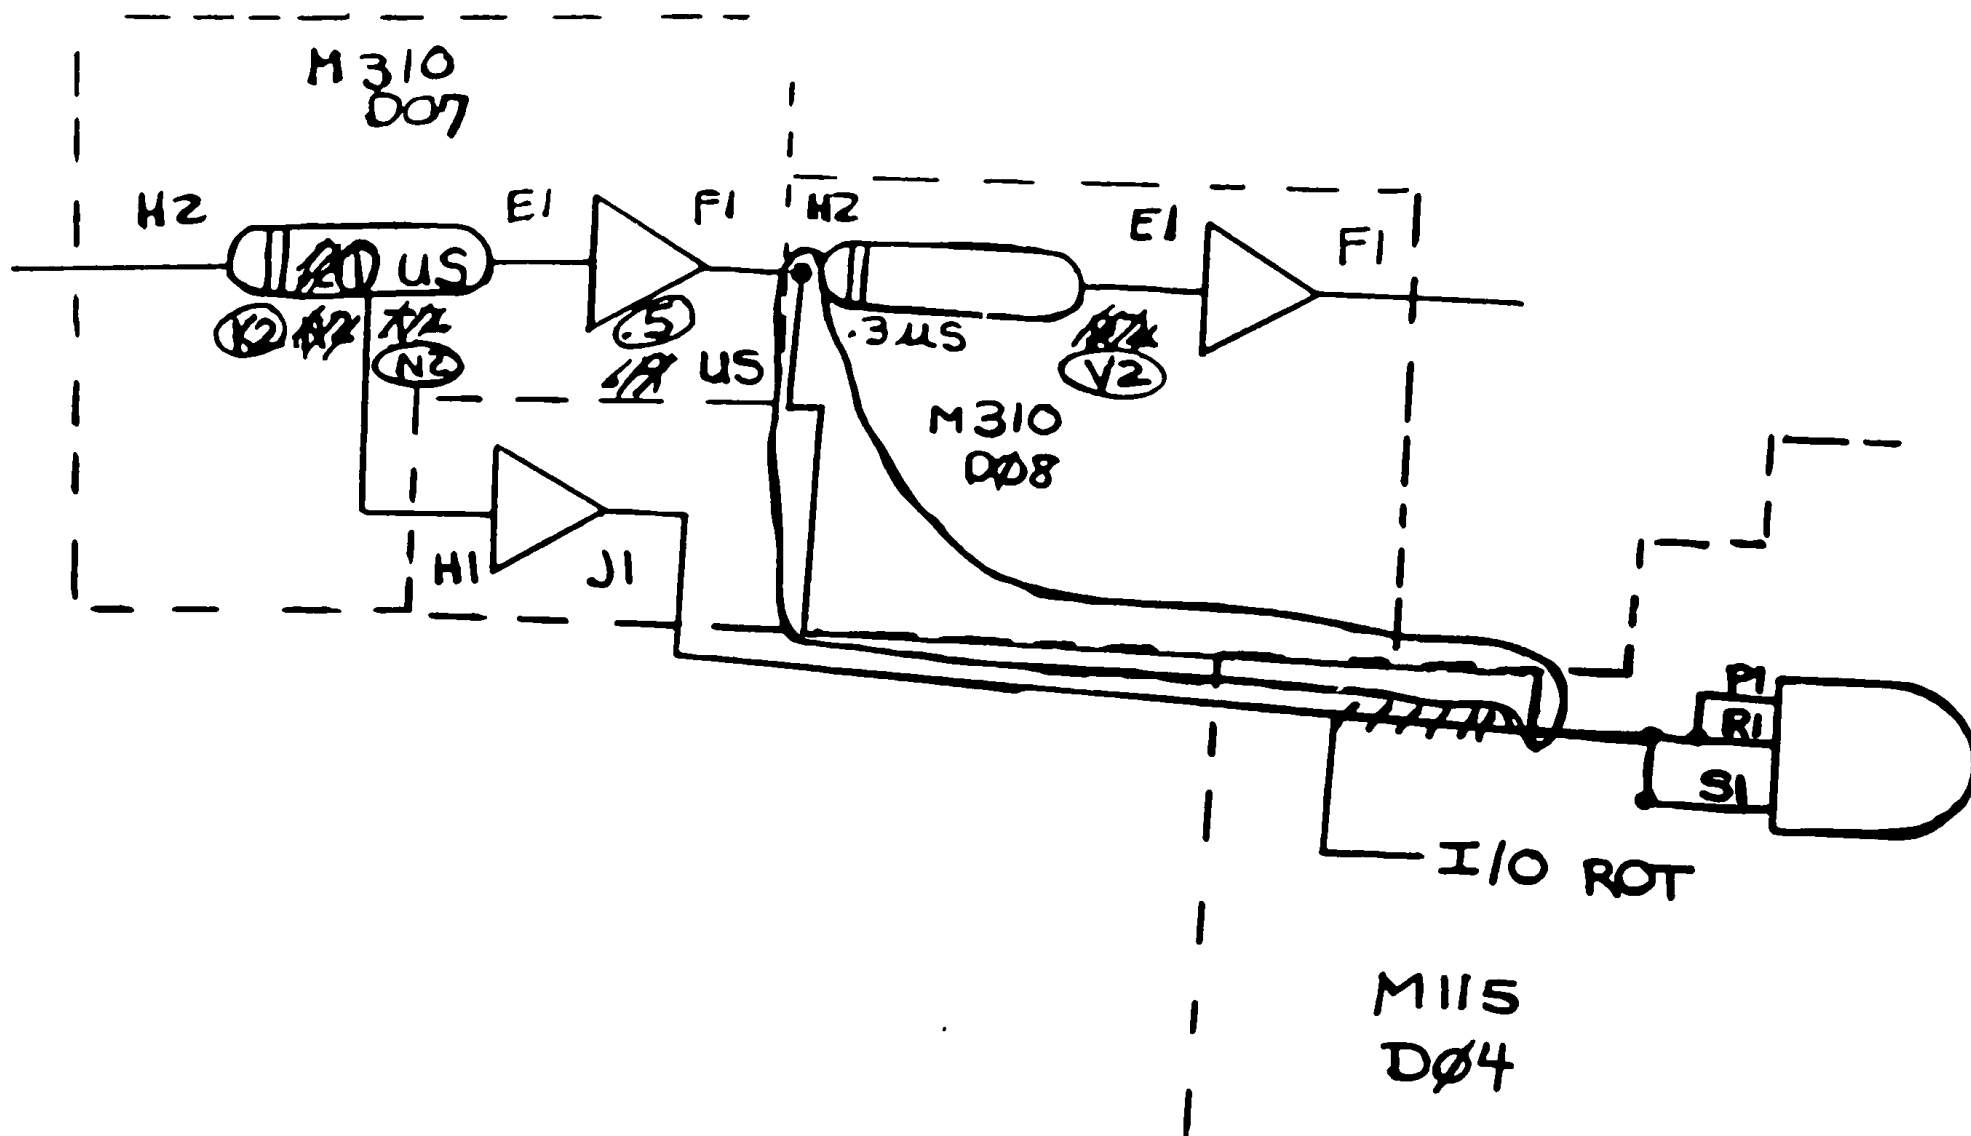 M310
D07
H2
E1
F1
H2
E1
F1
US
K2
N2
.5
US
.3 US
V2
M310
DØ8
H1
J1
P1
R1
S1
I/O ROT
M115
DØ4